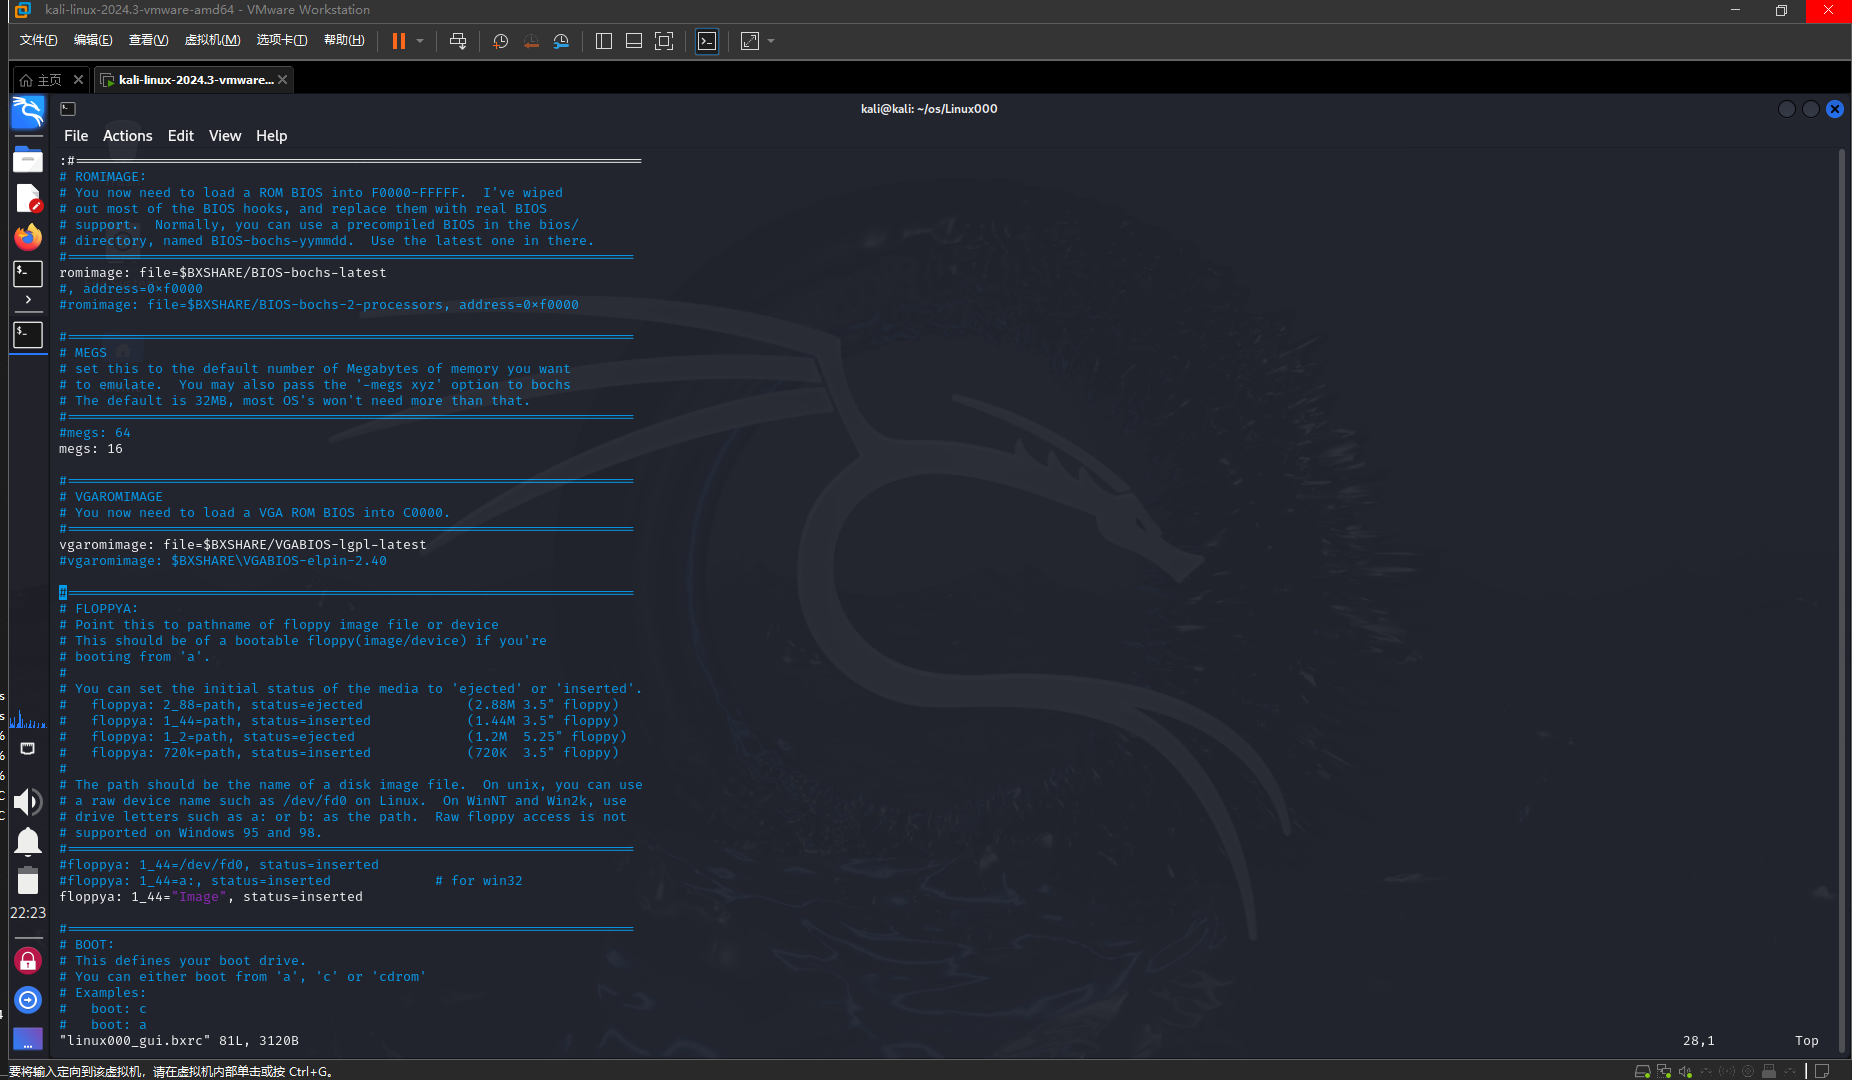 kali-linux-2024.3-vmware-amd64 - VMware Workstation
文件(F) 编辑(E) 查看(V) 虚拟机(M) 选项卡(T) 帮助(H)
主页 kali-linux-2024.3-vmware...
kali@kali: ~/os/Linux000
File Actions Edit View Help
:#======================================================================
# ROMIMAGE:
# You now need to load a ROM BIOS into F0000-FFFFF.  I've wiped
# out most of the BIOS hooks, and replace them with real BIOS
# support.  Normally, you can use a precompiled BIOS in the bios/
# directory, named BIOS-bochs-yymmdd.  Use the latest one in there.
#=======================================================================
romimage: file=$BXSHARE/BIOS-bochs-latest
#, address=0×f0000
#romimage: file=$BXSHARE/BIOS-bochs-2-processors, address=0×f0000
#=======================================================================
# MEGS
# set this to the default number of Megabytes of memory you want
# to emulate.  You may also pass the '-megs xyz' option to bochs
# The default is 32MB, most OS's won't need more than that.
#=======================================================================
#megs: 64
megs: 16
#=======================================================================
# VGAROMIMAGE
# You now need to load a VGA ROM BIOS into C0000.
#=======================================================================
vgaromimage: file=$BXSHARE/VGABIOS-lgpl-latest
#vgaromimage: $BXSHARE\VGABIOS-elpin-2.40
#=======================================================================
# FLOPPYA:
# Point this to pathname of floppy image file or device
# This should be of a bootable floppy(image/device) if you're
# booting from 'a'.
#
# You can set the initial status of the media to 'ejected' or 'inserted'.
#   floppya: 2_88=path, status=ejected             (2.88M 3.5" floppy)
#   floppya: 1_44=path, status=inserted            (1.44M 3.5" floppy)
#   floppya: 1_2=path, status=ejected              (1.2M  5.25" floppy)
#   floppya: 720k=path, status=inserted            (720K  3.5" floppy)
#
# The path should be the name of a disk image file.  On unix, you can use
# a raw device name such as /dev/fd0 on Linux.  On WinNT and Win2k, use
# drive letters such as a: or b: as the path.  Raw floppy access is not
# supported on Windows 95 and 98.
#=======================================================================
#floppya: 1_44=/dev/fd0, status=inserted
#floppya: 1_44=a:, status=inserted             # for win32
floppya: 1_44="Image", status=inserted
22:23
#=======================================================================
# BOOT:
# This defines your boot drive.
# You can either boot from 'a', 'c' or 'cdrom'
# Examples:
#   boot: c
#   boot: a
"linux000_gui.bxrc" 81L, 3120B 28,1 Top
要将输入定向到该虚拟机，请在虚拟机内部单击或按 Ctrl+G。